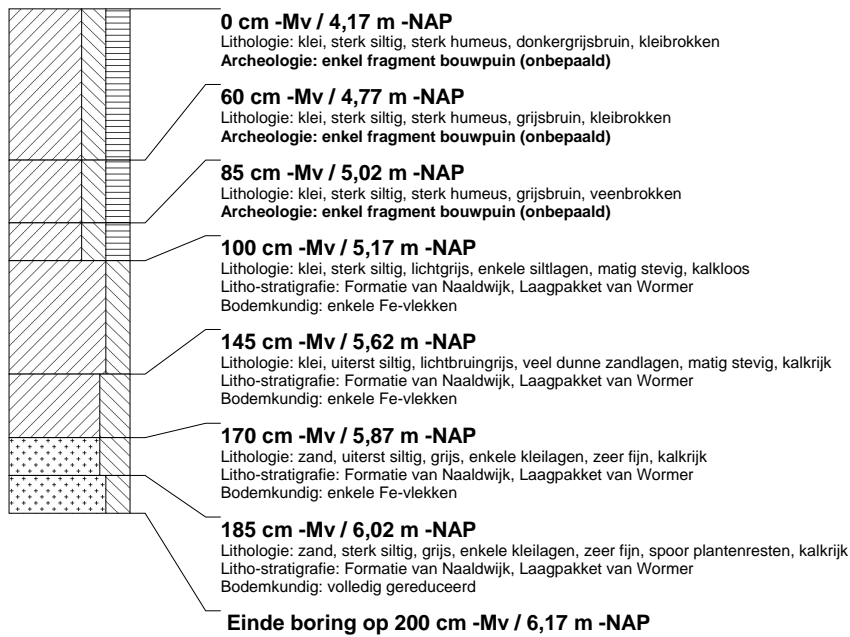 0 cm -Mv / 4,17 m -NAP
Lithologie: klei, sterk siltig, sterk humeus, donkergrijsbruin, kleibrokken
Archeologie: enkel fragment bouwpuin (onbepaald)
60 cm -Mv / 4,77 m -NAP
Lithologie: klei, sterk siltig, sterk humeus, grijsbruin, kleibrokken
Archeologie: enkel fragment bouwpuin (onbepaald)
85 cm -Mv / 5,02 m -NAP
Lithologie: klei, sterk siltig, sterk humeus, grijsbruin, veenbrokken
Archeologie: enkel fragment bouwpuin (onbepaald)
100 cm -Mv / 5,17 m -NAP
Lithologie: klei, sterk siltig, lichtgrijs, enkele siltlagen, matig stevig, kalkloos
Litho-stratigrafie: Formatie van Naaldwijk, Laagpakket van Wormer
Bodemkundig: enkele Fe-vlekken
145 cm -Mv / 5,62 m -NAP
Lithologie: klei, uiterst siltig, lichtbruingrijs, veel dunne zandlagen, matig stevig, kalkrijk
Litho-stratigrafie: Formatie van Naaldwijk, Laagpakket van Wormer
Bodemkundig: enkele Fe-vlekken
170 cm -Mv / 5,87 m -NAP
Lithologie: zand, uiterst siltig, grijs, enkele kleilagen, zeer fijn, kalkrijk
Litho-stratigrafie: Formatie van Naaldwijk, Laagpakket van Wormer
Bodemkundig: enkele Fe-vlekken
185 cm -Mv / 6,02 m -NAP
Lithologie: zand, sterk siltig, grijs, enkele kleilagen, zeer fijn, spoor plantenresten, kalkrijk
Litho-stratigrafie: Formatie van Naaldwijk, Laagpakket van Wormer
Bodemkundig: volledig gereduceerd
Einde boring op 200 cm -Mv / 6,17 m -NAP